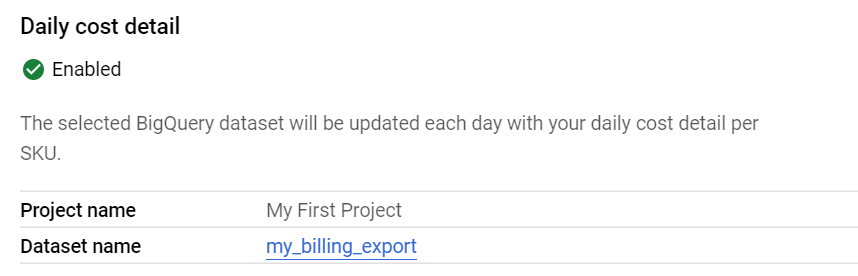 Daily cost detail
Enabled
The selected BigQuery dataset will be updated each day with your daily cost detail per
SKU.
Project name My First Project
Dataset name my_billing_export